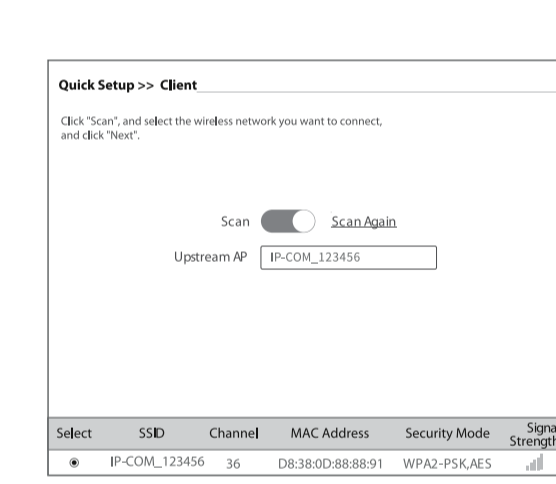 Quick Setup >> Client
Click "Scan", and select the wireless network you want to connect,
and click "Next".
Scan Scan Again
Upstream AP IP-COM_123456
Select SSID Channel MAC Address Security Mode Signa Strength
IP-COM_123456 36 D8:38:0D:88:88:91 WPA2-PSK,AES